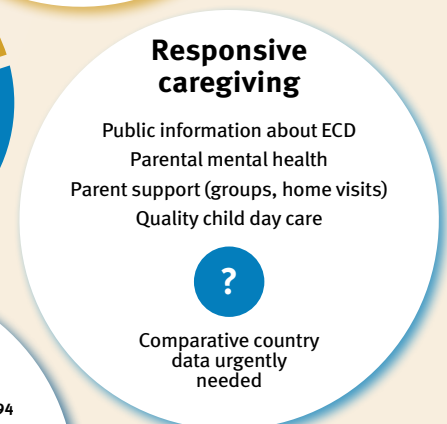 Responsive
caregiving
Public information about ECD
Parental mental health
Parent support (groups, home visits)
Quality child day care
?
Comparative country
data urgently
needed
94